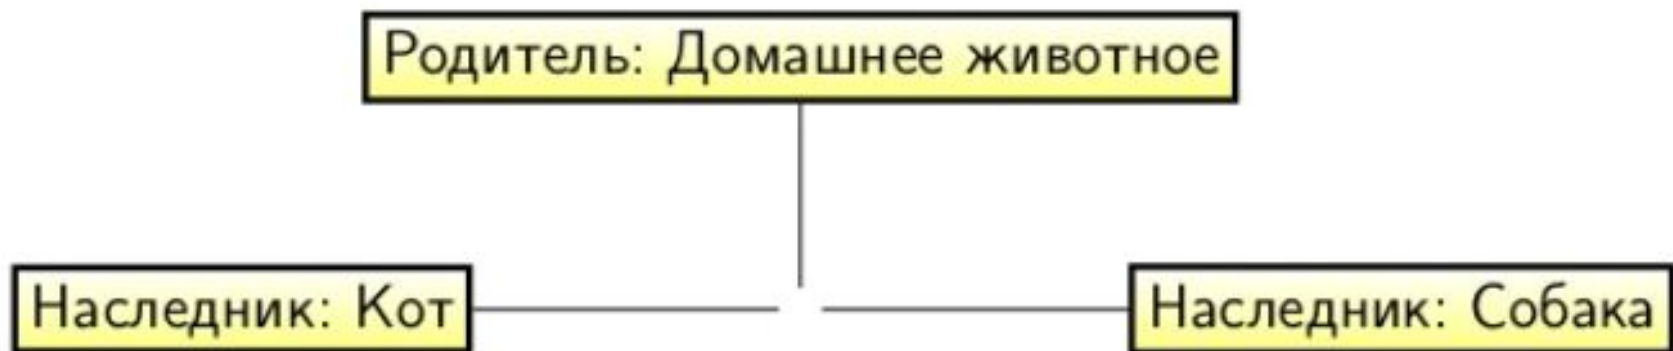 Родитель: Домашнее животное
Наследник: Кот
Наследник: Собака